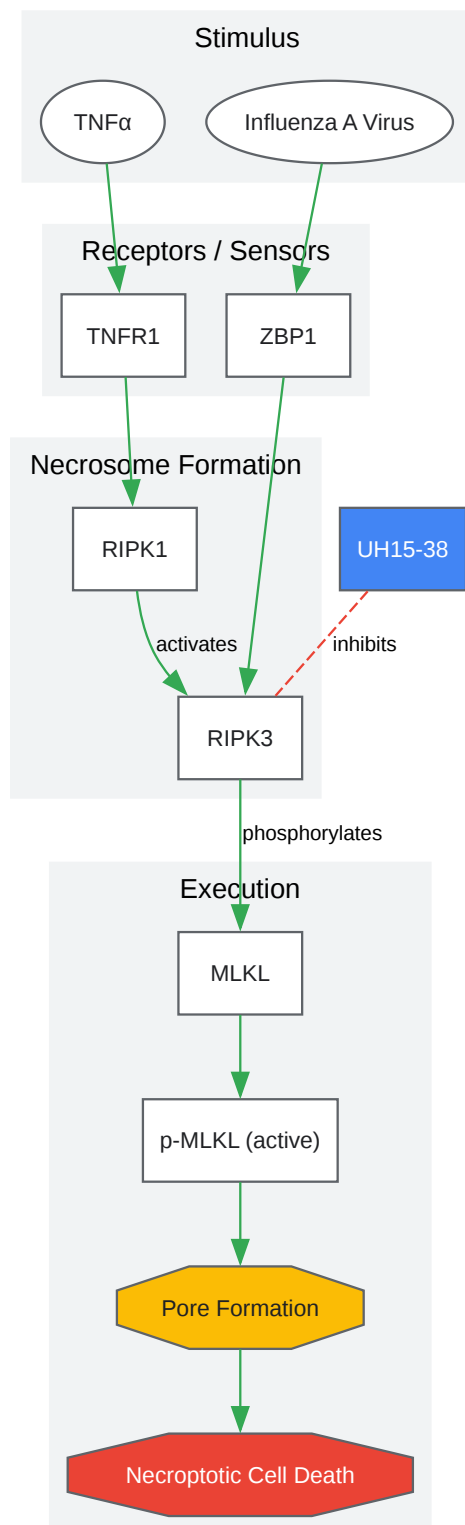 Stimulus
TNFα
Influenza A Virus
Receptors / Sensors
TNFR1
ZBP1
Necrosome Formation
RIPK1
UH15-38
activates
inhibits
RIPK3
phosphorylates
Execution
MLKL
p-MLKL (active)
Pore Formation
Necroptotic Cell Death